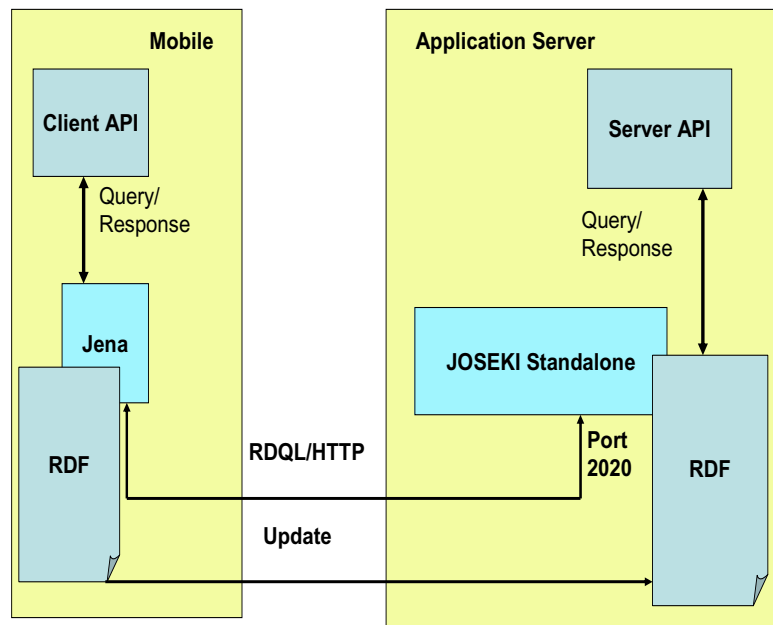 Mobile
Application Server
Client API
Server API
Query/
Response
Query/
Response
Jena
JOSEKI Standalone
RDF
RDQL/HTTP
Port
2020
RDF
Update